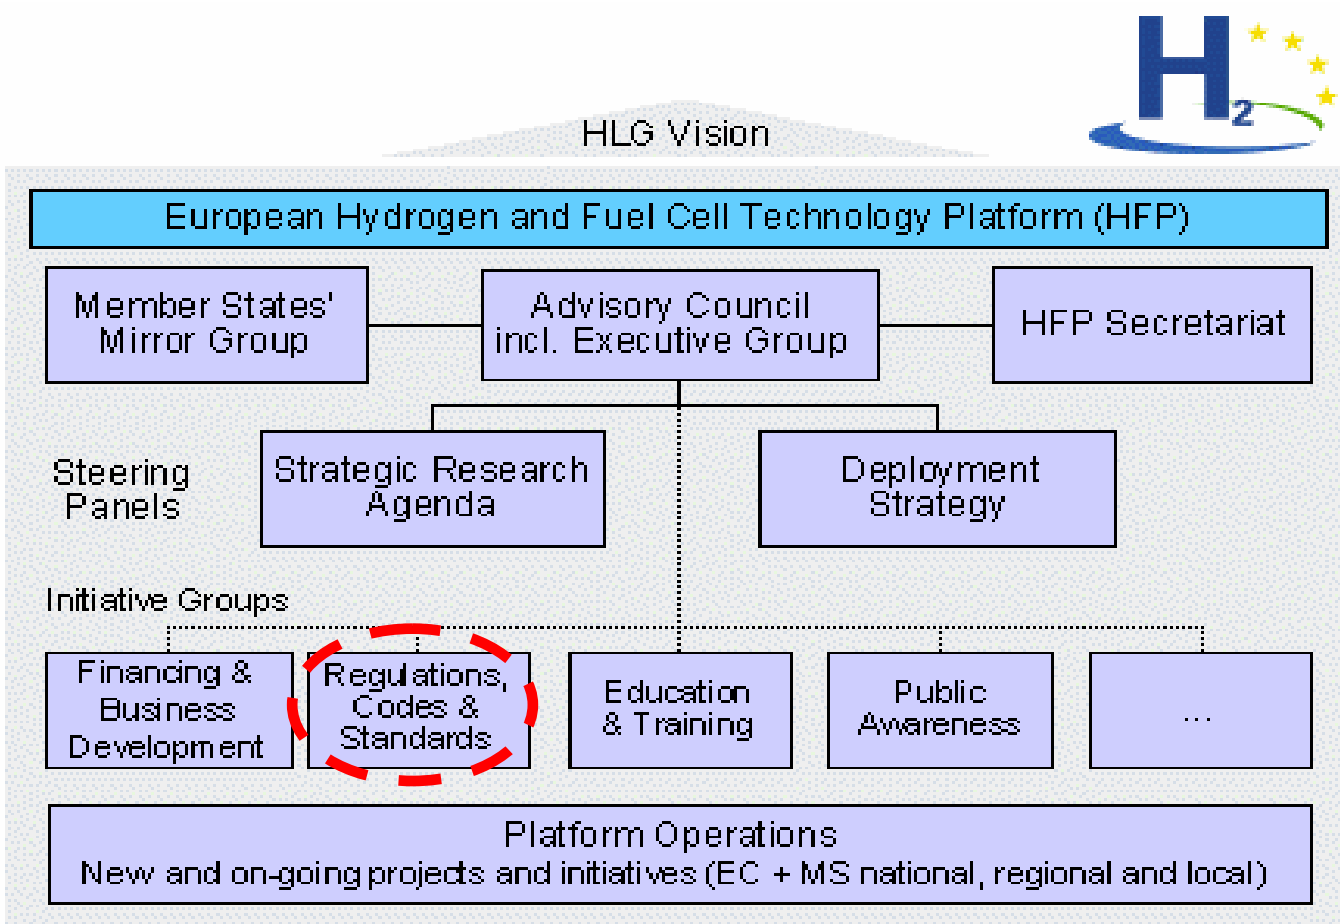 H2
HLG Vision
European Hydrogen and Fuel Cell Technology Platform (HFP)
Member States'
Mirror Group
Advisory Council
incl. Executive Group
HFP Secretariat
Steering
Panels
Strategic Research
Agenda
Deployment
Strategy
Initiative Groups
Financing &
Business
Development
Regulations,
Codes &
Standards
Education
& Training
Public
Awareness
...
Platform Operations
New and on-going projects and initiatives (EC + MS national, regional and local)